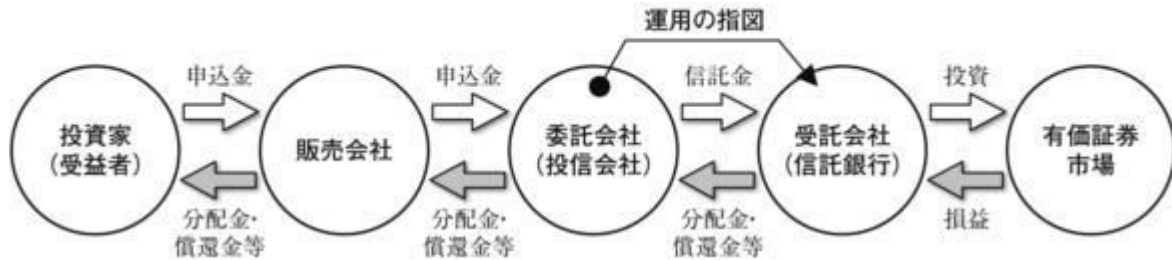 運用の指図
申込金
申込金
信託金
投資
投資家
（受益者）
販売会社
委託会社
（投信会社）
受託会社
（信託銀行）
有価証券
市場
分配金・
償還金等
分配金・
償還金等
分配金・
償還金等
損益